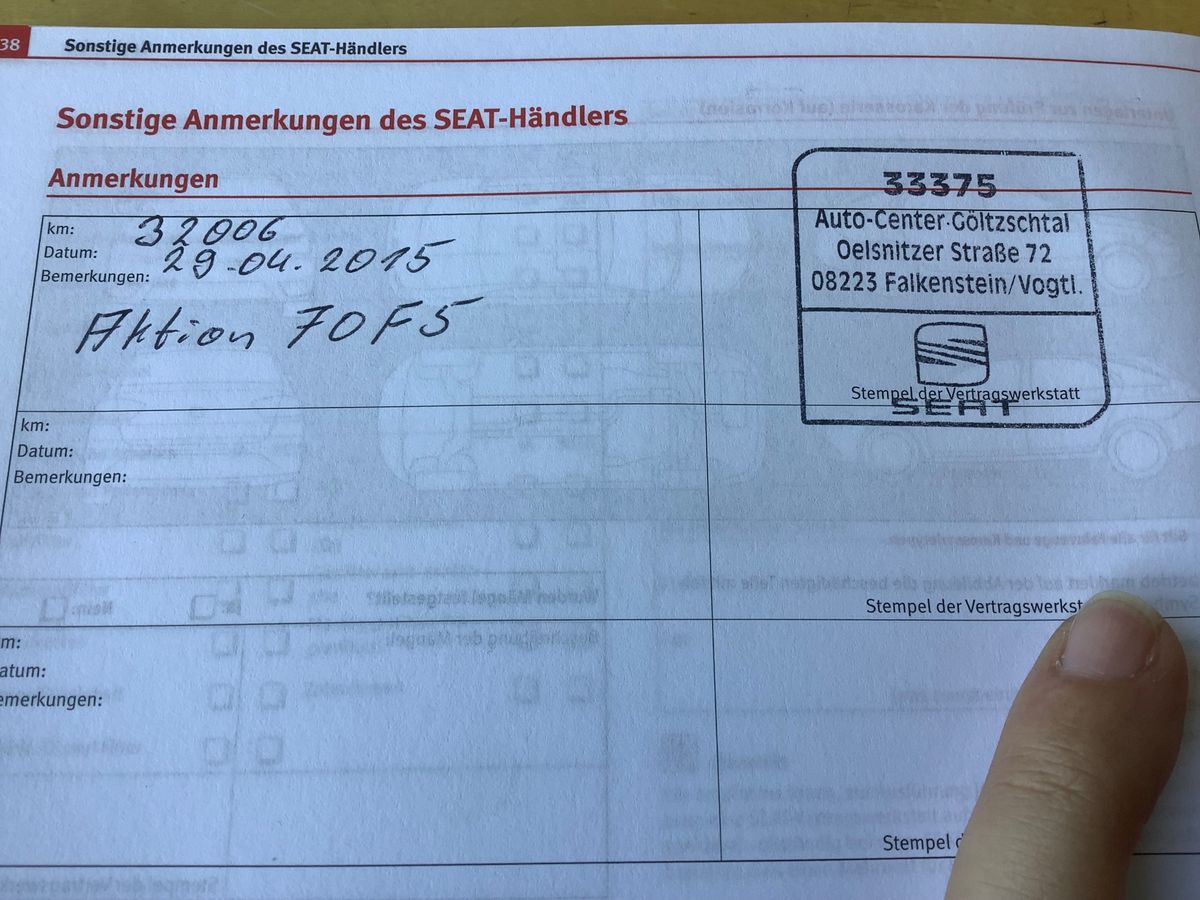 38 Sonstige Anmerkungen des SEAT-Händlers
Sonstige Anmerkungen des SEAT-Händlers
Anmerkungen
km: 32006
Datum: 29.04.2015
Bemerkungen:
Aktion 70F5
33375
Auto-Center-Göltzschtal
Oelsnitzer Straße 72
08223 Falkenstein/Vogtl.
Stempel der Vertragswerkstatt
SEAT
km:
Datum:
Bemerkungen:
Stempel der Vertragswerkst
m:
atum:
emerkungen:
Stempel d